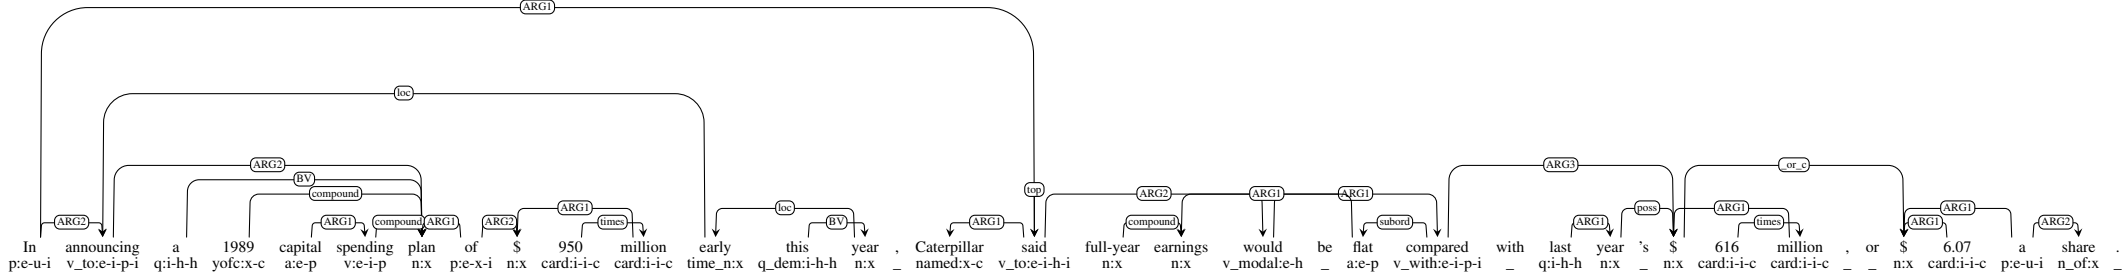 ARG1
loc
ARG2 ARG3 _or_c
BV
compound top ARG2 ARG1 ARG1
ARG1 loc poss ARG1 ARG1
ARG2 ARG1 compound ARG1 ARG2 times BV ARG1 compound subord ARG1 times ARG1 ARG2
In announcing a 1989 capital spending plan of $ 950 million early this year , Caterpillar said full-year earnings would be flat compared with last year 's $ 616 million , or $ 6.07 a share .
p:e-u-i v_to:e-i-p-i q:i-h-h yofc:x-c a:e-p v:e-i-p n:x p:e-x-i n:x card:i-i-c card:i-i-c time_n:x q_dem:i-h-h n:x _ named:x-c v_to:e-i-h-i n:x n:x v_modal:e-h _ a:e-p v_with:e-i-p-i _ q:i-h-h n:x _ n:x card:i-i-c card:i-i-c _ _ n:x card:i-i-c p:e-u-i n_of:x _